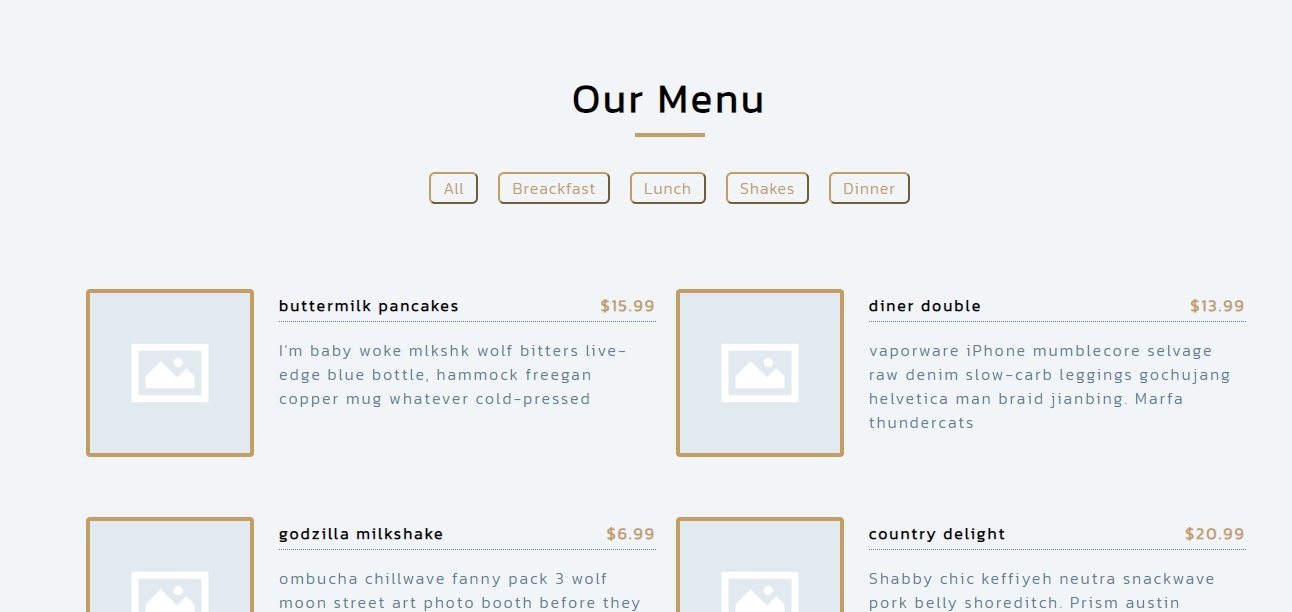 Our Menu
All
Breackfast
Lunch
Shakes
Dinner
buttermilk pancakes $15.99
I'm baby woke mlkshk wolf bitters live-
edge blue bottle, hammock freegan
copper mug whatever cold-pressed
diner double $13.99
vaporware iPhone mumblecore selvage
raw denim slow-carb leggings gochujang
helvetica man braid jianbing. Marfa
thundercats
godzilla milkshake $6.99
ombucha chillwave fanny pack 3 wolf
moon street art photo booth before they
country delight $20.99
Shabby chic keffiyeh neutra snackwave
pork belly shoreditch. Prism austin